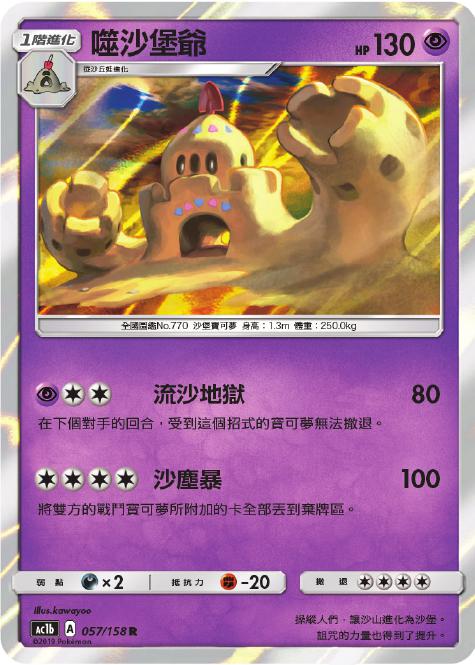 1階進化
噬沙堡爺
HP 130
從沙丘娃進化
全國圖鑑No.770 沙堡寶可夢 身高：1.3m 體重：250.0kg
流沙地獄 80
在下個對手的回合，受到這個招式的寶可夢無法撤退。
沙塵暴 100
將雙方的戰鬥寶可夢所附加的卡全部丟到棄牌區。
弱點 ×2 抵抗力 -20 撤退
illus.kawayoo
操縱人們，讓沙山進化為沙堡。
AC1b A 057/158 R
詛咒的力量也得到了提升。
©2019 Pokémon